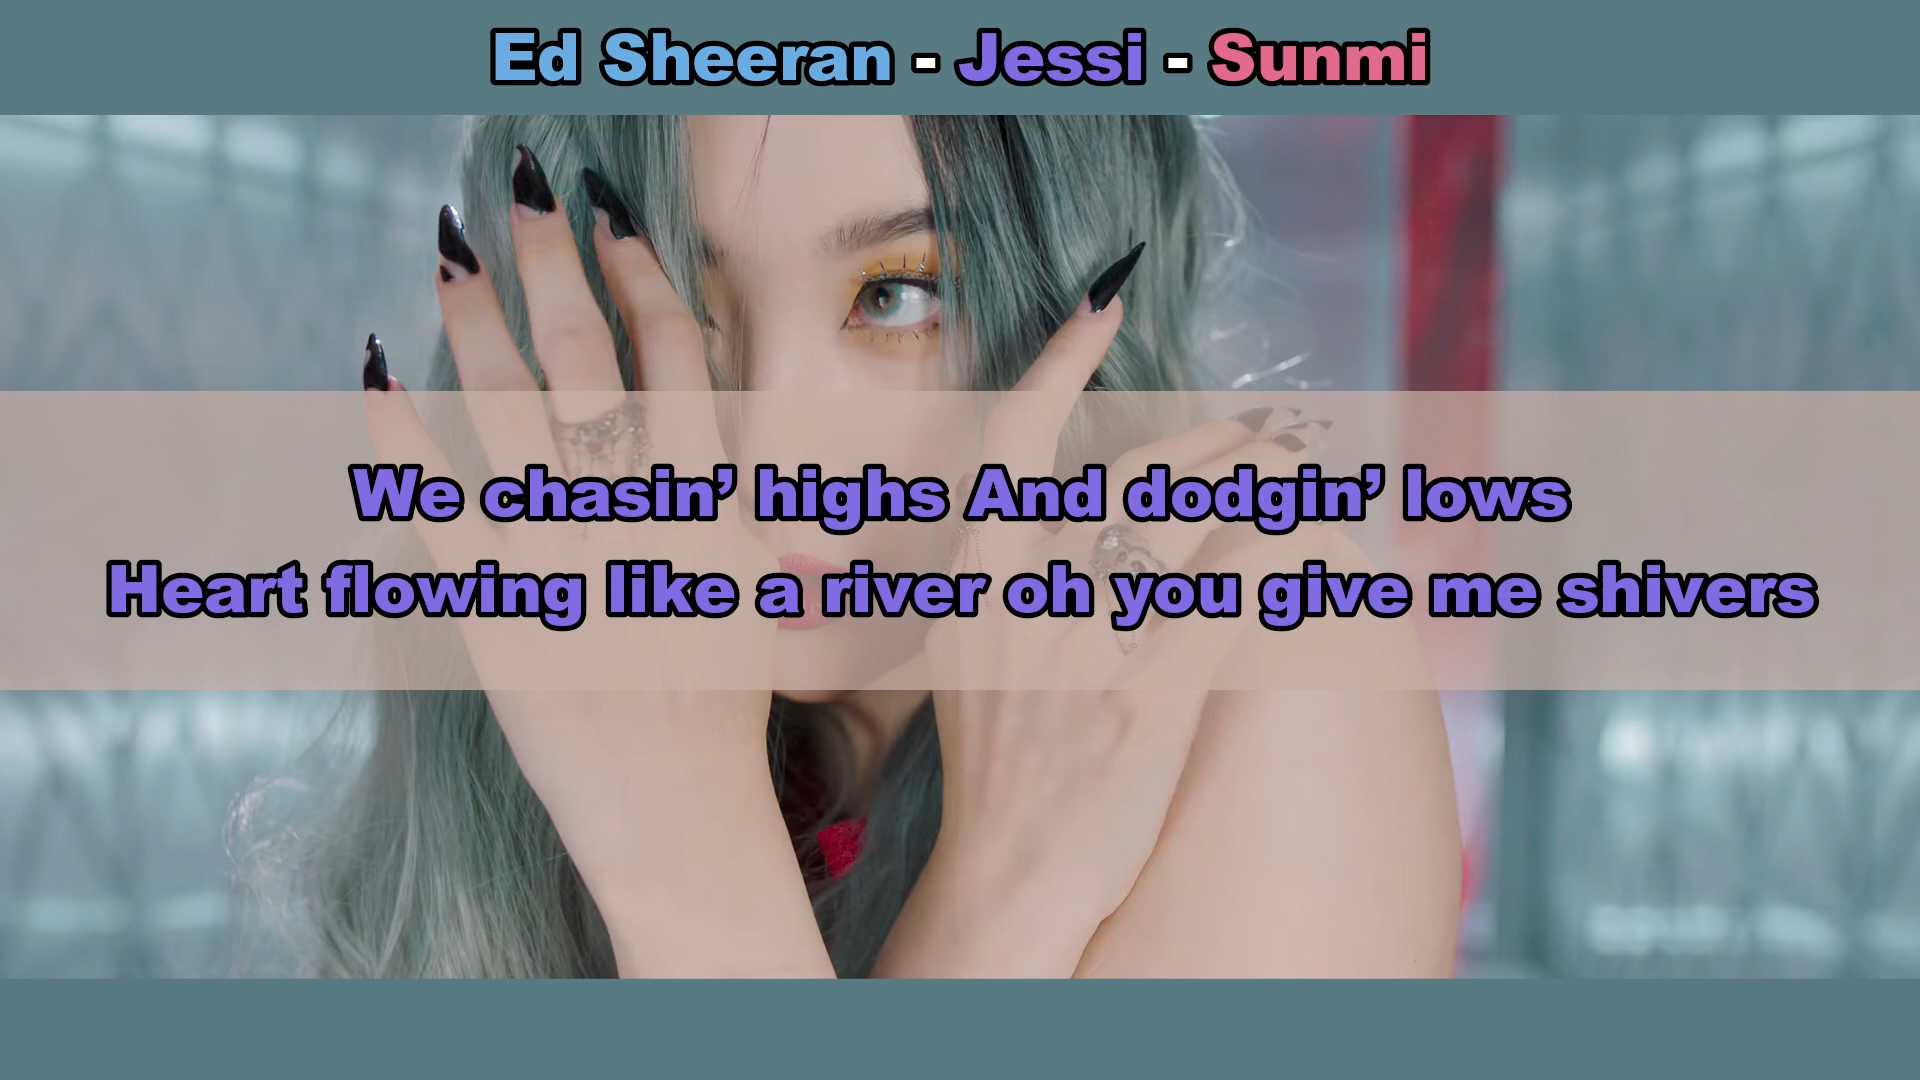 Ed Sheeran - Jessi - Sunmi
We chasin’ highs And dodgin’ lows
Heart flowing like a river oh you give me shivers